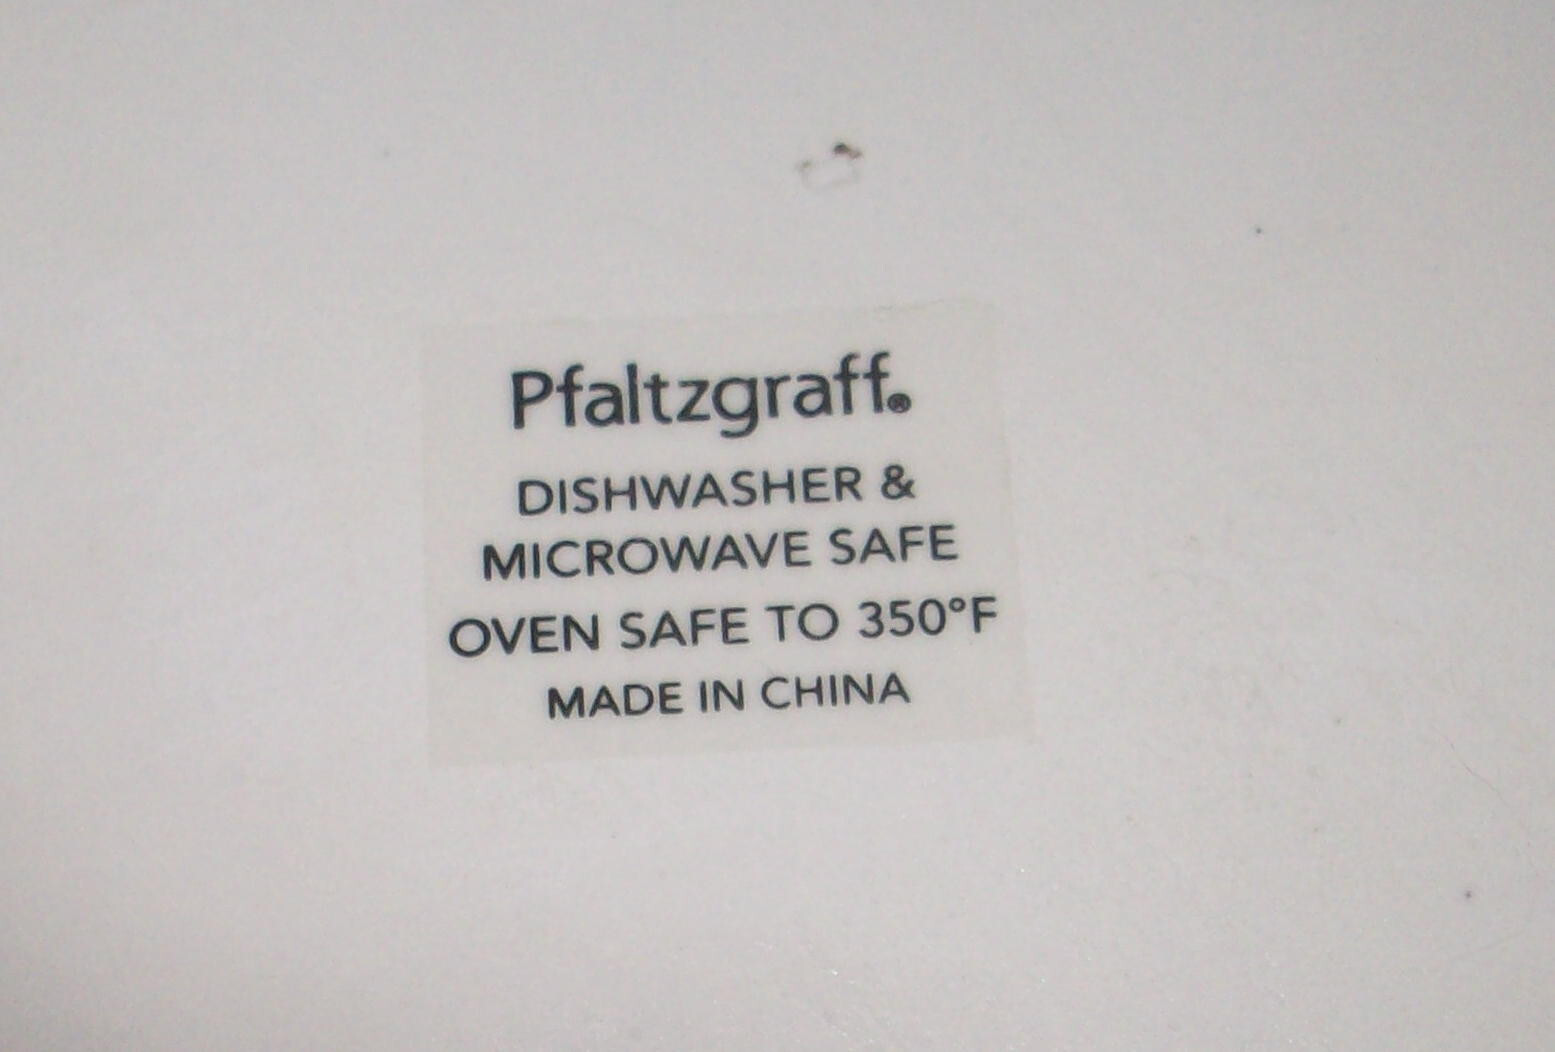 Pfaltzgraff®
DISHWASHER &
MICROWAVE SAFE
OVEN SAFE TO 350°F
MADE IN CHINA